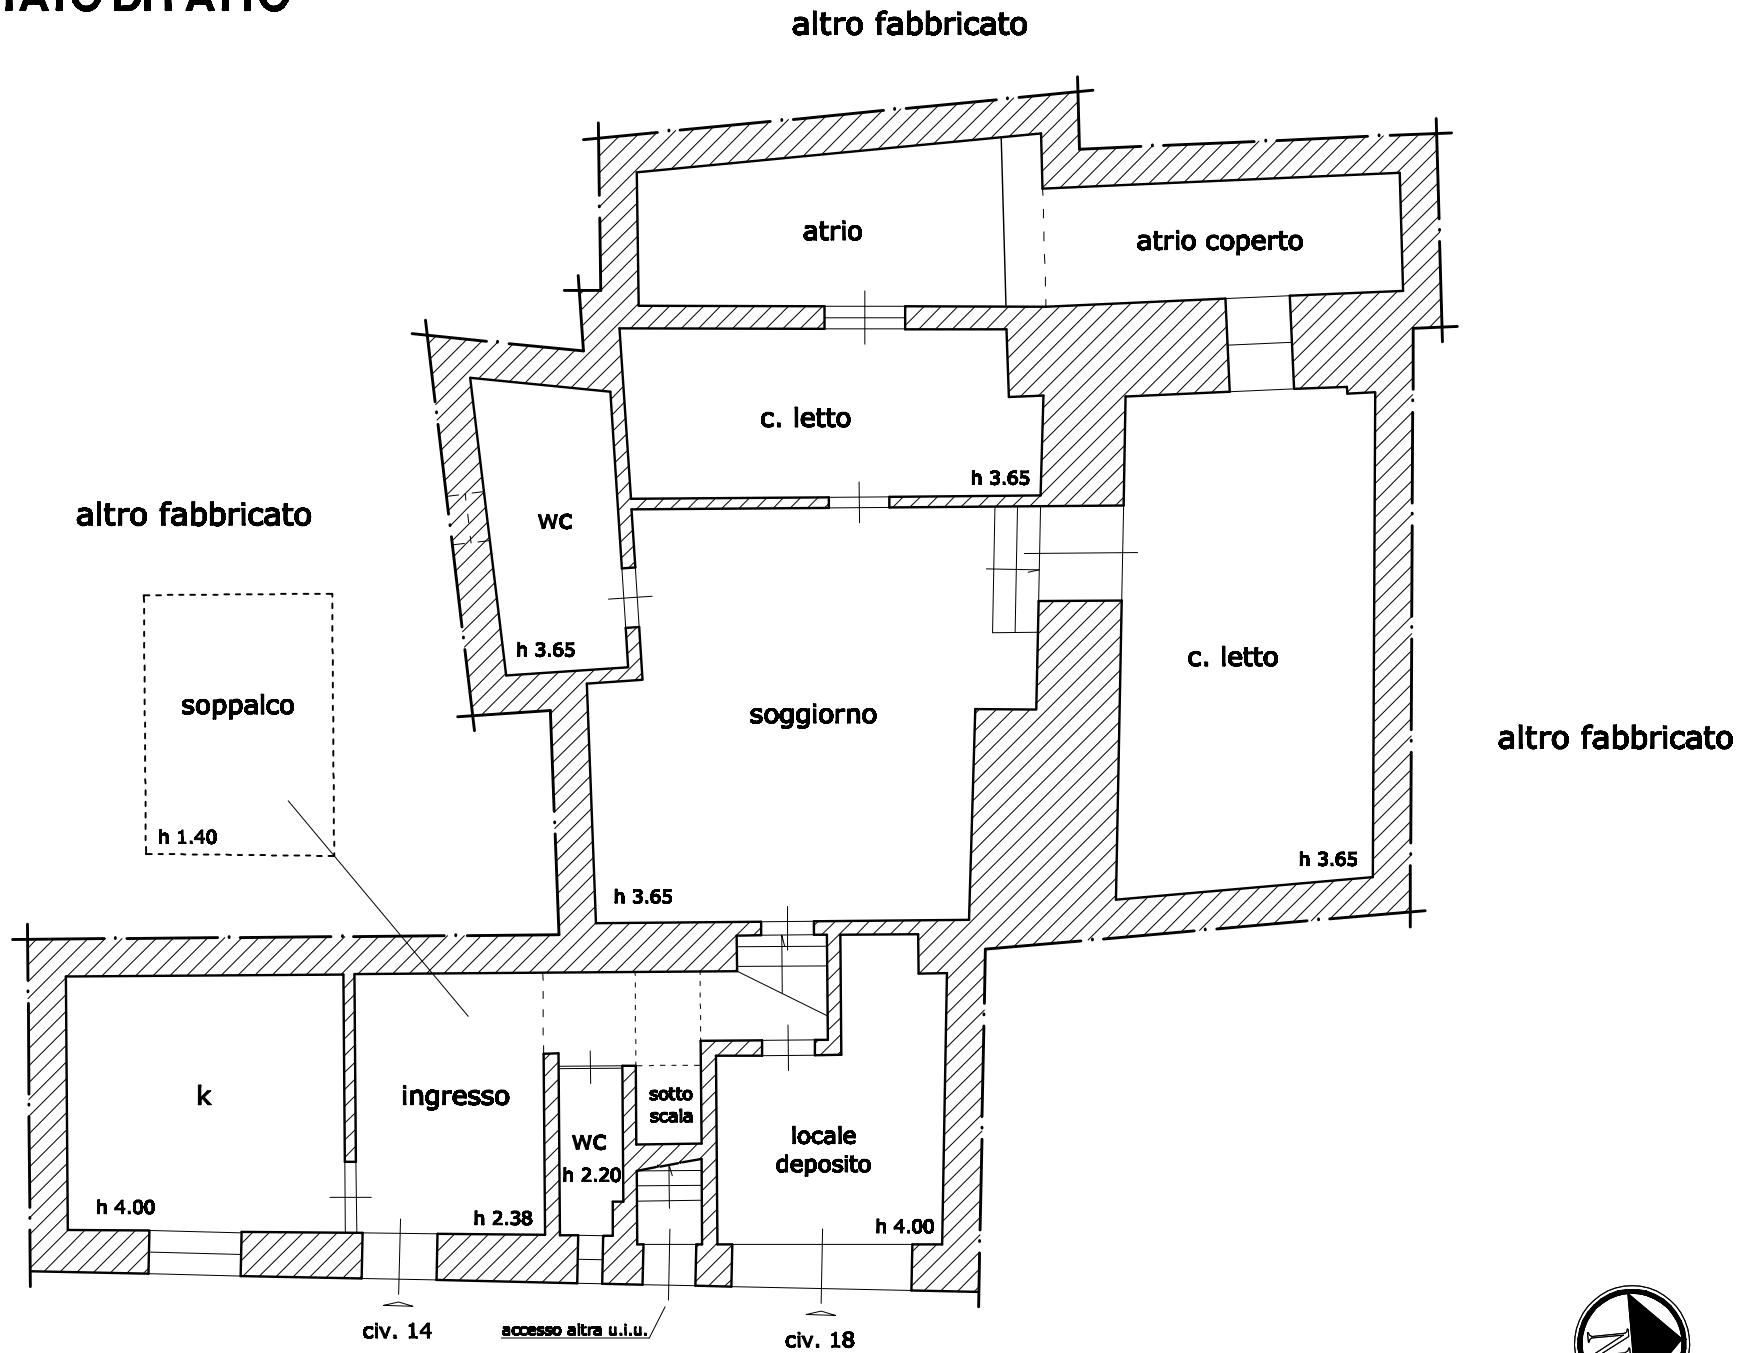 altro fabbricato
atrio
atrio coperto
c. letto
h 3.65
altro fabbricato
WC
h 3.65
c. letto
soppalco
soggiorno
altro fabbricato
h 1.40
h 3.65
h 3.65
k
ingresso
sotto
scala
WC
h 2.20
locale
deposito
h 4.00
h 2.38
h 4.00
civ. 14
accesso altra u.i.u.
civ. 18
N